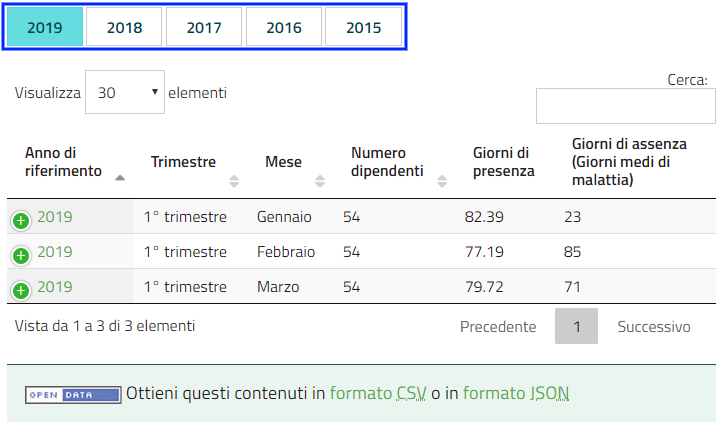 2019 2018 2017 2016 2015
Visualizza 30 elementi
Cerca:
Anno di riferimento Trimestre Mese Numero dipendenti Giorni di presenza Giorni di assenza (Giorni medi di malattia)
2019 1° trimestre Gennaio 54 82.39 23
2019 1° trimestre Febbraio 54 77.19 85
2019 1° trimestre Marzo 54 79.72 71
Vista da 1 a 3 di 3 elementi Precedente 1 Successivo
OPEN DATA Ottieni questi contenuti in formato CSV o in formato JSON